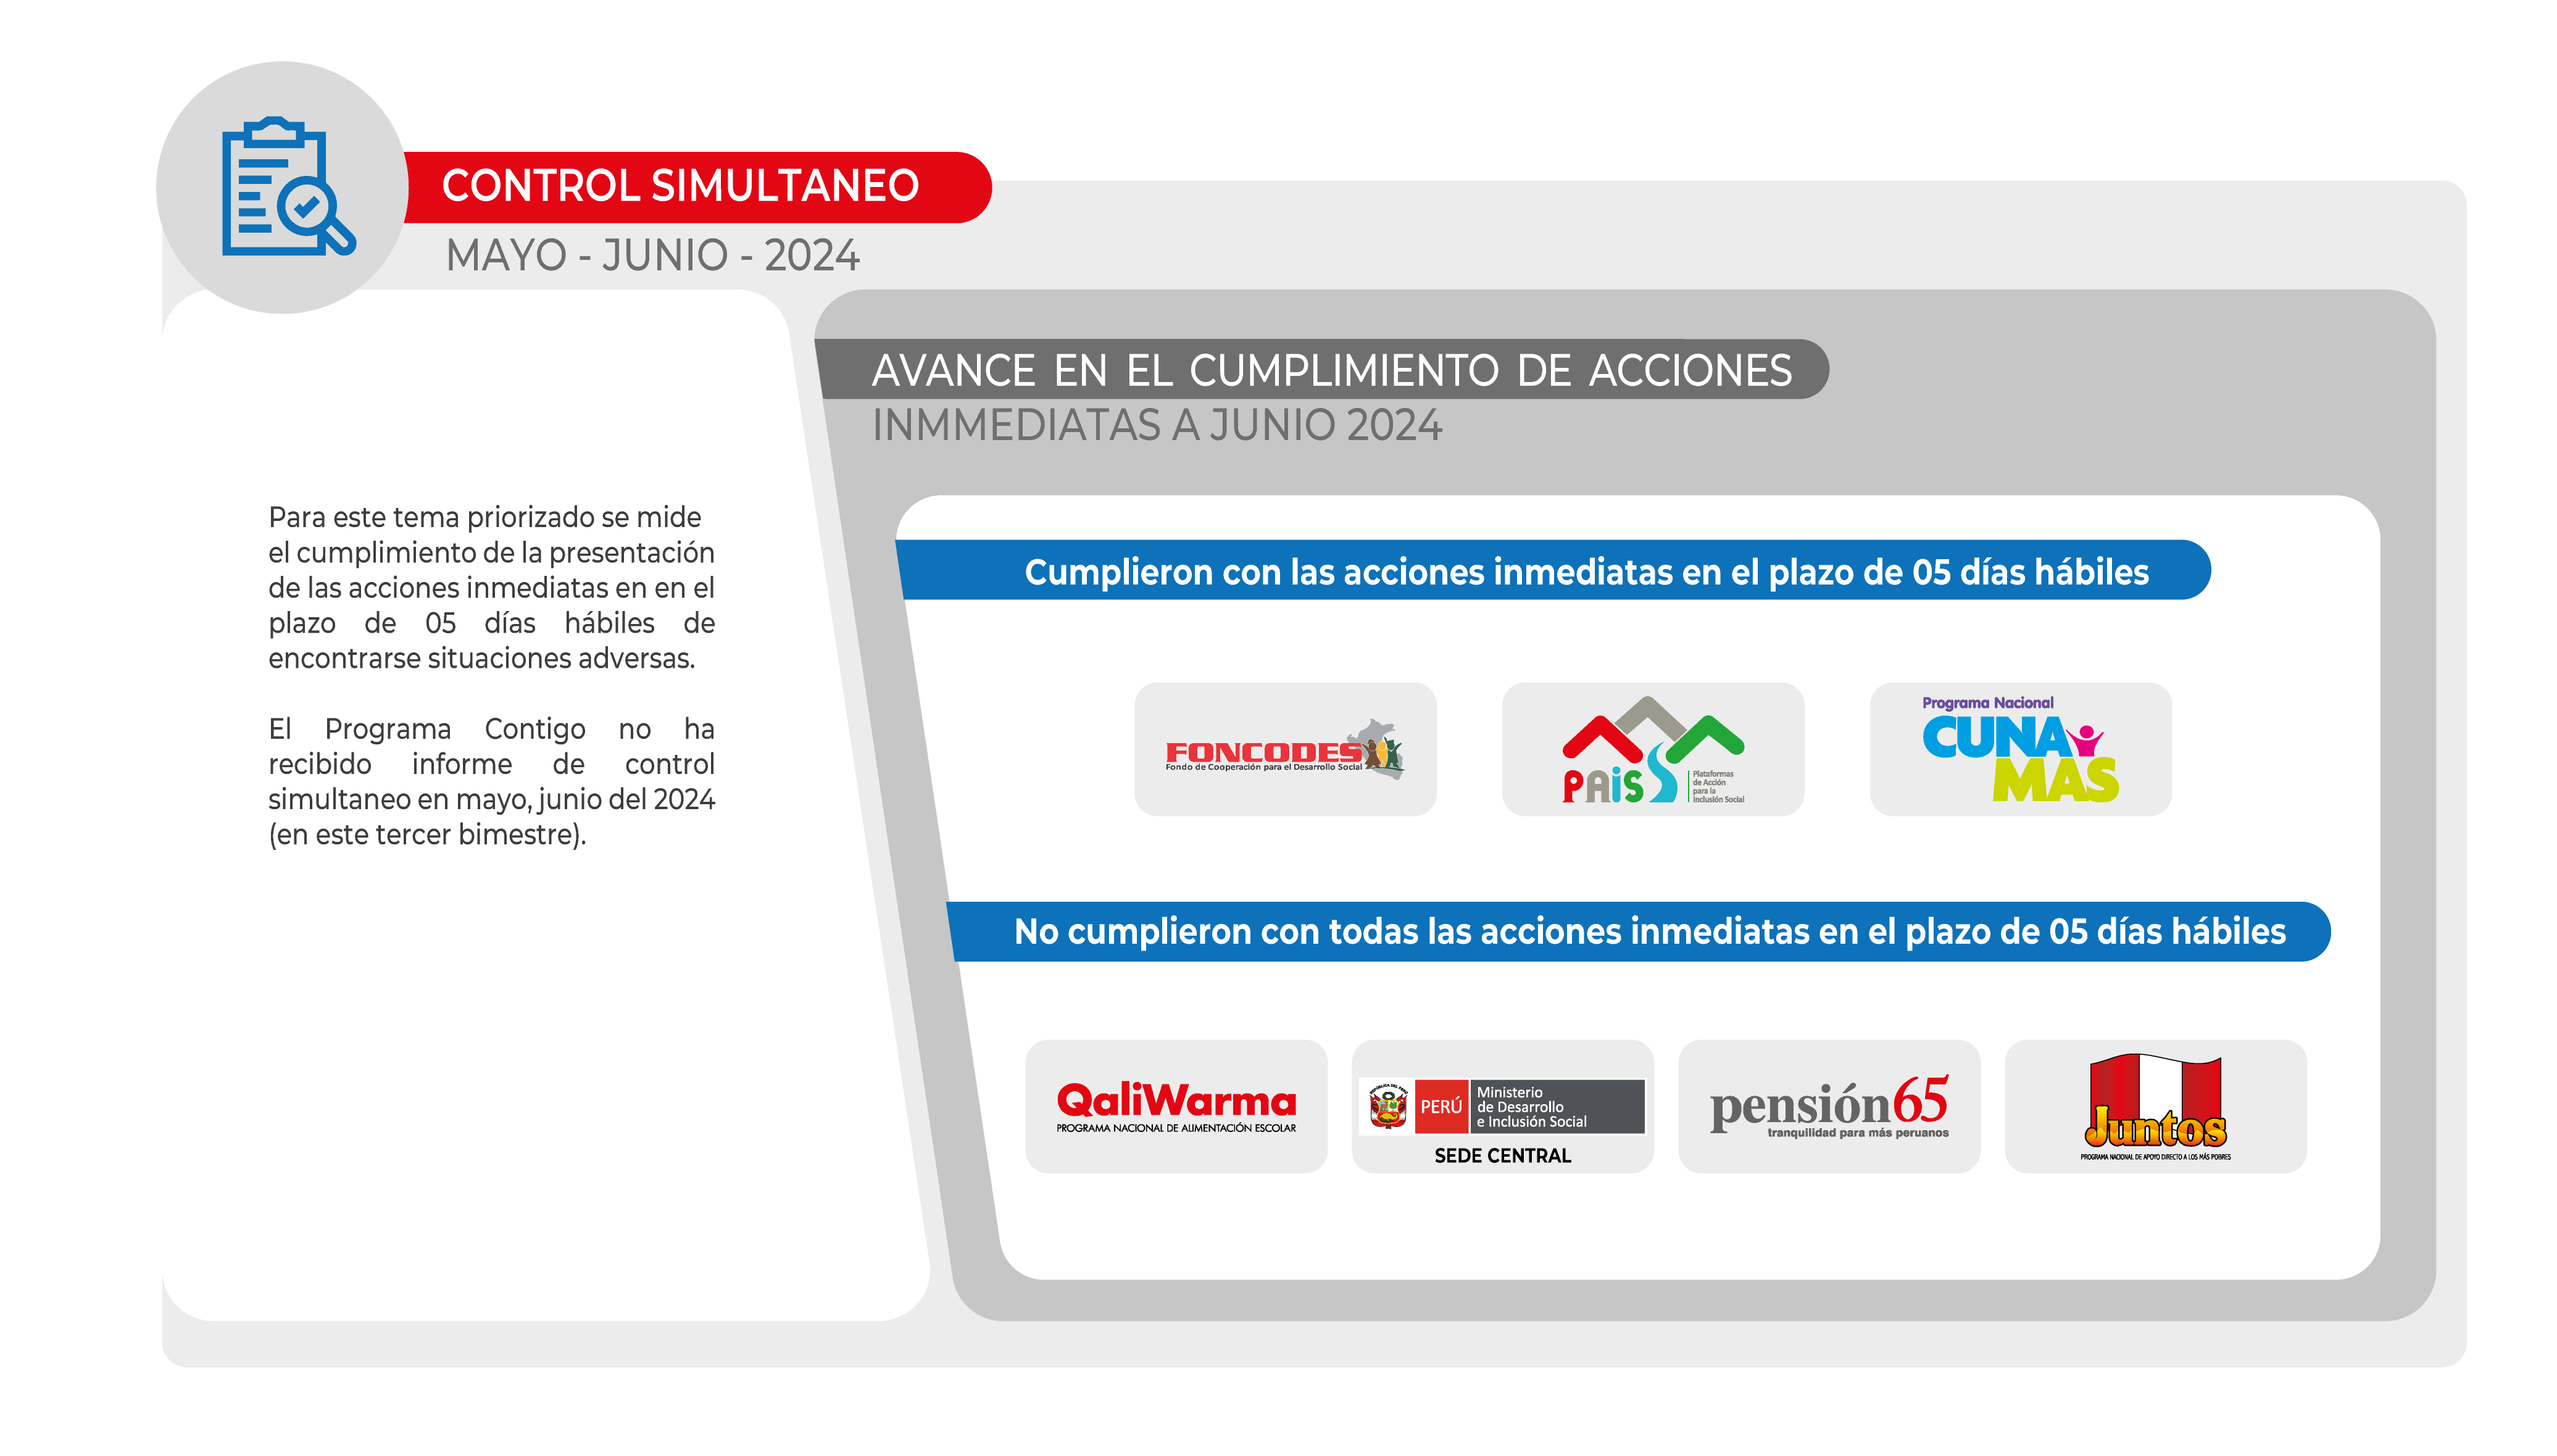 CONTROL SIMULTANEO
MAYO - JUNIO - 2024
Para este tema priorizado se mide
el cumplimiento de la presentación
de las acciones inmediatas en en el
plazo de 05 días hábiles de
encontrarse situaciones adversas.
El Programa Contigo no ha
recibido informe de control
simultaneo en mayo, junio del 2024
(en este tercer bimestre).
AVANCE EN EL CUMPLIMIENTO DE ACCIONES
INMMEDIATAS A JUNIO 2024
Cumplieron con las acciones inmediatas en el plazo de 05 días hábiles
FONCODES
Fondo de Cooperación para el Desarrollo Social
PAiS
Plataformas
de Acción
para la
Inclusión Social
Programa Nacional
CUNA
MAS
No cumplieron con todas las acciones inmediatas en el plazo de 05 días hábiles
QaliWarma
PROGRAMA NACIONAL DE ALIMENTACIÓN ESCOLAR
REPÚBLICA DEL PERÚ
PERÚ
Ministerio
de Desarrollo
e Inclusión Social
SEDE CENTRAL
pensión65
tranquilidad para más peruanos
Juntos
PROGRAMA NACIONAL DE APOYO DIRECTO A LOS MÁS POBRES